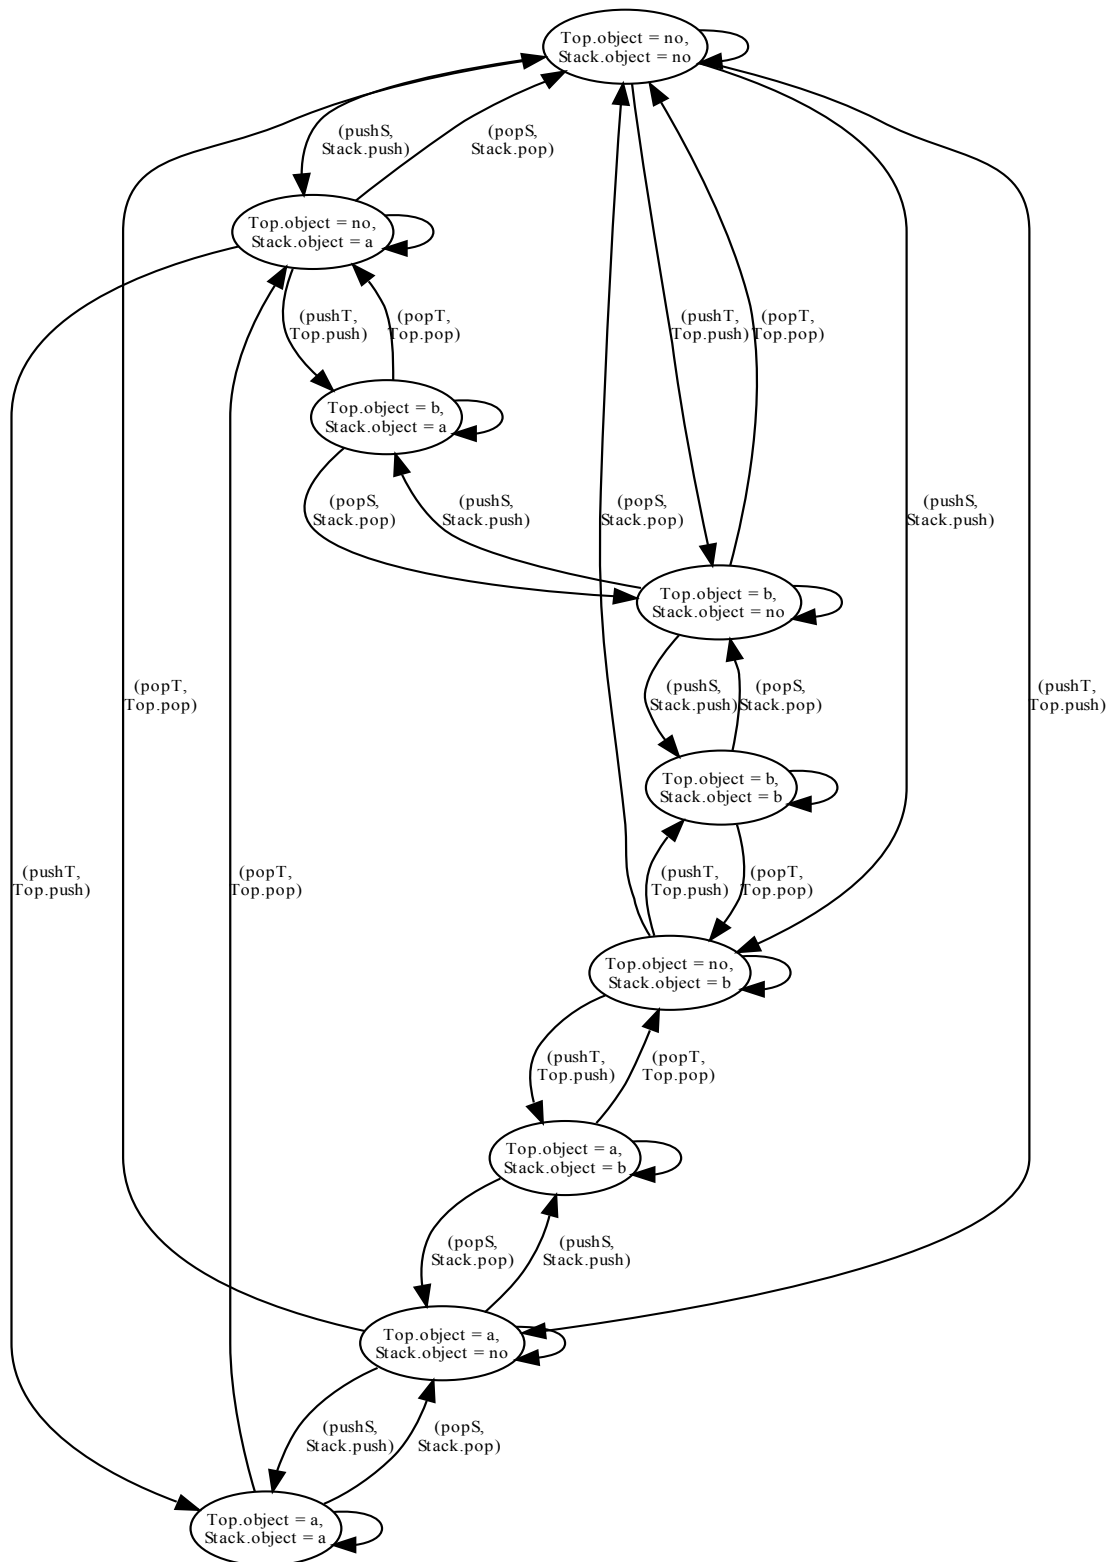 Top.object = no,
Stack.object = no
(pushS,
Stack.push)
(popS,
Stack.pop)
Top.object = no,
Stack.object = a
(pushT,
Top.push)
(popT,
Top.pop)
(pushT,
Top.push)
(popT,
Top.pop)
Top.object = b,
Stack.object = a
(popS,
Stack.pop)
(pushS,
Stack.push)
(popS,
Stack.pop)
(pushS,
Stack.push)
Top.object = b,
Stack.object = no
(popT,
Top.pop)
(pushS,
Stack.push)
(popS,
Stack.pop)
(pushT,
Top.push)
Top.object = b,
Stack.object = b
(pushT,
Top.push)
(popT,
Top.pop)
(pushT,
Top.push)
(popT,
Top.pop)
Top.object = no,
Stack.object = b
(pushT,
Top.push)
(popT,
Top.pop)
Top.object = a,
Stack.object = b
(popS,
Stack.pop)
(pushS,
Stack.push)
Top.object = a,
Stack.object = no
(pushS,
Stack.push)
(popS,
Stack.pop)
Top.object = a,
Stack.object = a